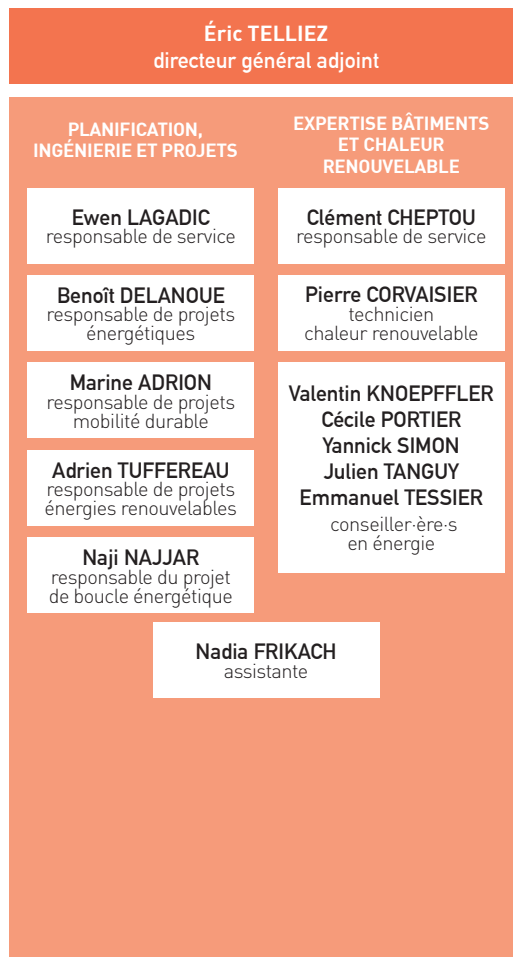 Éric TELLIEZ
directeur général adjoint
PLANIFICATION,
INGÉNIERIE ET PROJETS
Ewen LAGADIC
responsable de service
Benoît DELANOUE
responsable de projets
énergétiques
Marine ADRION
responsable de projets
mobilité durable
Adrien TUFFEREAU
responsable de projets
énergies renouvelables
Naji NAJJAR
responsable du projet
de boucle énergétique
EXPERTISE BÂTIMENTS
ET CHALEUR
RENOUVELABLE
Clément CHEPTOU
responsable de service
Pierre CORVAISIER
technicien
chaleur renouvelable
Valentin KNOEPFFLER
Cécile PORTIER
Yannick SIMON
Julien TANGUY
Emmanuel TESSIER
conseiller·ère·s
en énergie
Nadia FRIKACH
assistante